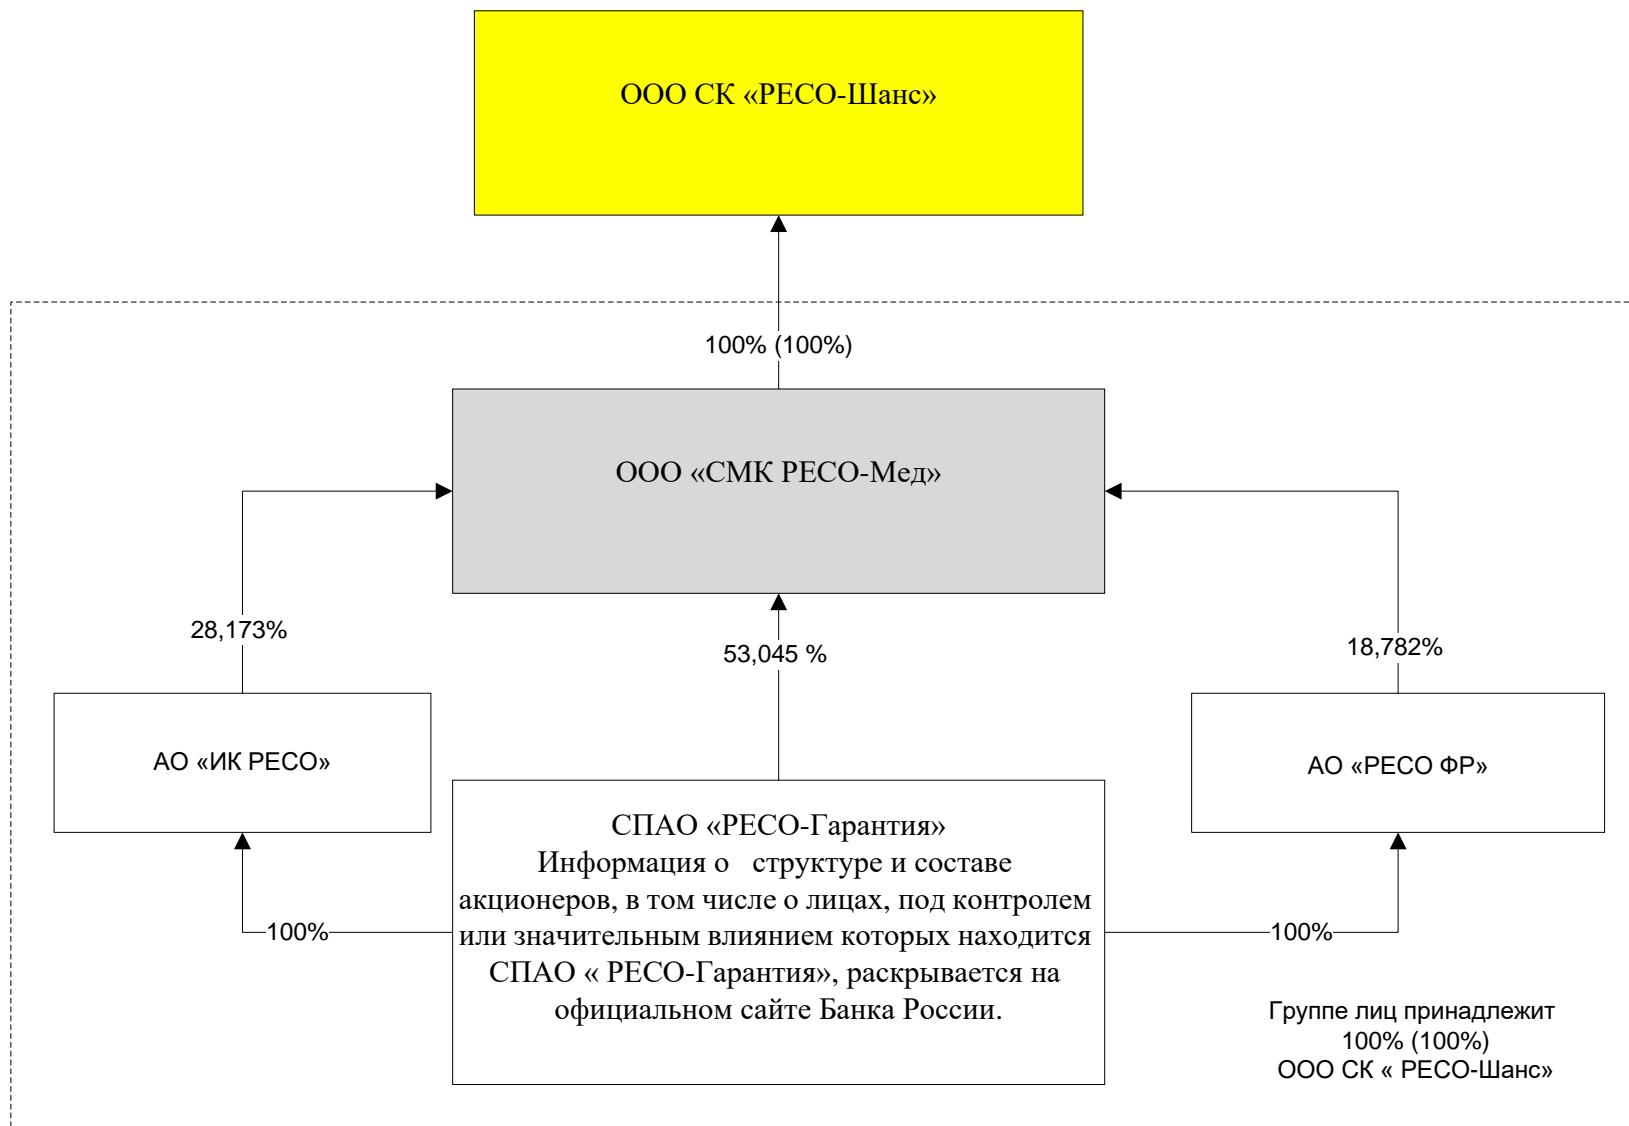 ООО СК «РЕСО-Шанс»
100% (100%)
ООО «СМК РЕСО-Мед»
28,173%
53,045 %
18,782%
АО «ИК РЕСО»
АО «РЕСО ФР»
СПАО «РЕСО-Гарантия»
Информация о структуре и составе
акционеров, в том числе о лицах, под контролем
или значительным влиянием которых находится
СПАО « РЕСО-Гарантия», раскрывается на
официальном сайте Банка России.
100%
100%
Группе лиц принадлежит
100% (100%)
ООО СК « РЕСО-Шанс»